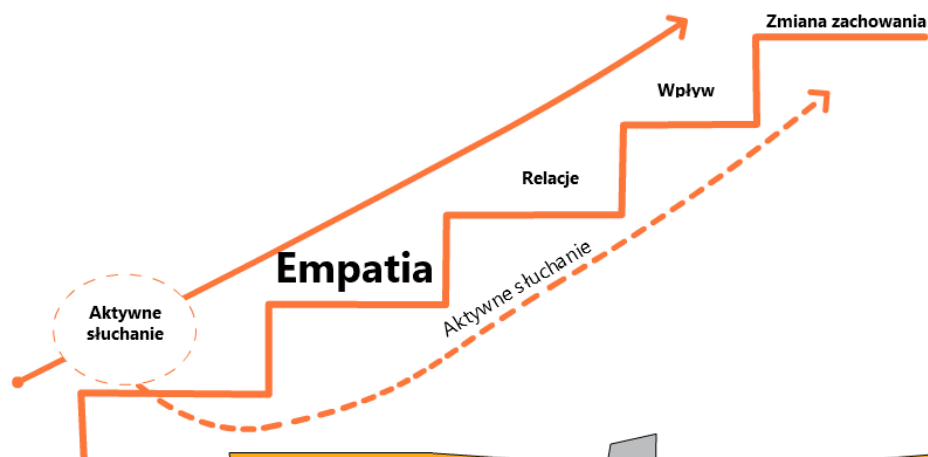 Zmiana zachowania
Wpływ
Relacje
Empatia
Aktywne
słuchanie
Aktywne słuchanie